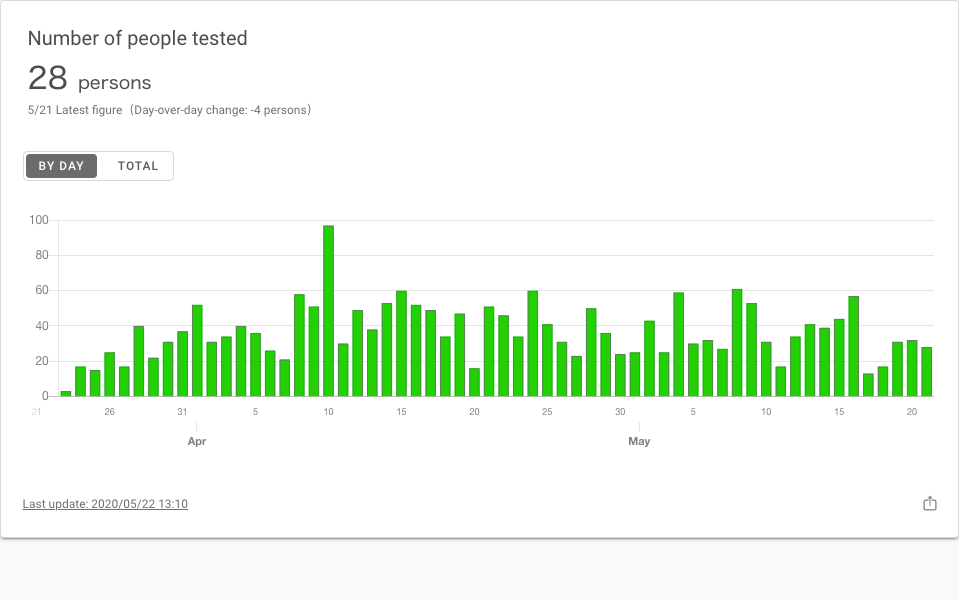 Number of people tested
28 persons
5/21 Latest figure（Day-over-day change: -4 persons）
BY DAY TOTAL
100
80
60
40
20
0
21 26 31 5 10 15 20 25 30 5 10 15 20
Apr May
Last update: 2020/05/22 13:10